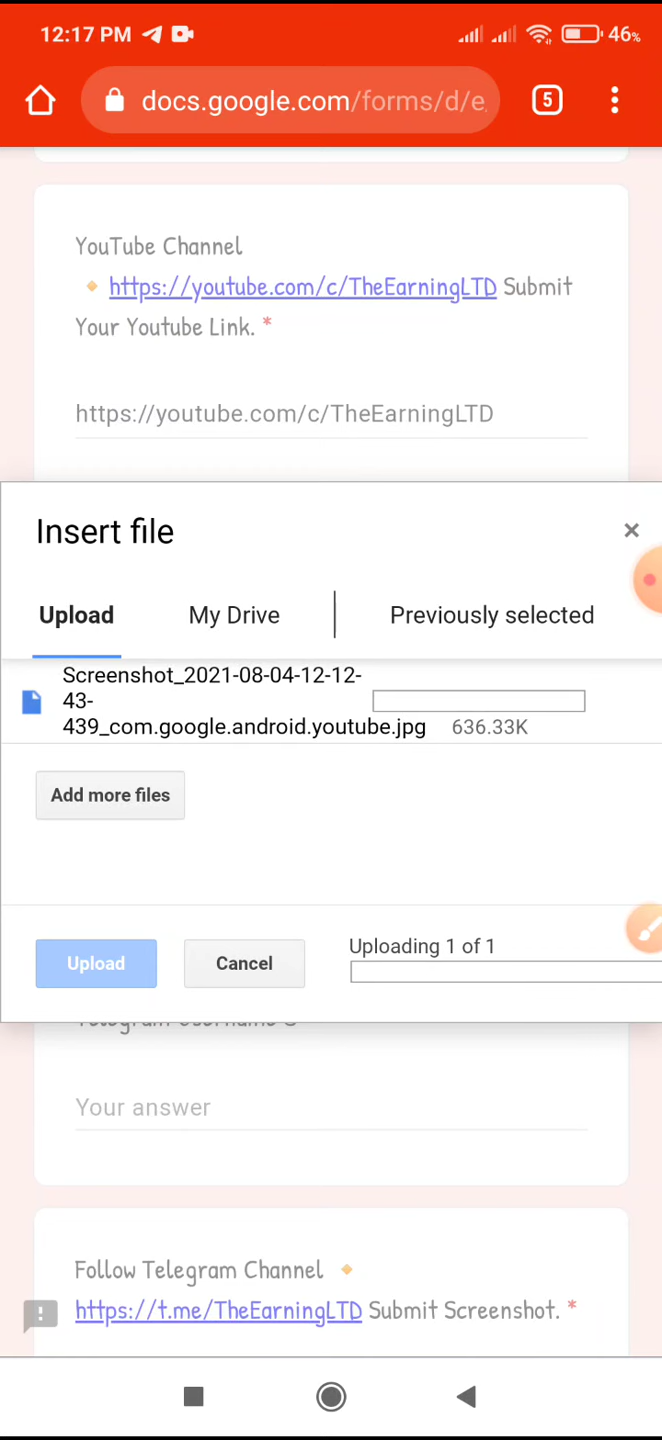 12:17 PM
46%
docs.google.com/forms/d/e
5
YouTube Channel
🔸 https://youtube.com/c/TheEarningLTD Submit
Your Youtube Link. *
https://youtube.com/c/TheEarningLTD
Insert file
×
Upload
My Drive
Previously selected
Screenshot_2021-08-04-12-12-
43-
439_com.google.android.youtube.jpg
636.33K
Add more files
Upload
Cancel
Uploading 1 of 1
Your answer
Follow Telegram Channel 🔸
https://t.me/TheEarningLTD Submit Screenshot. *